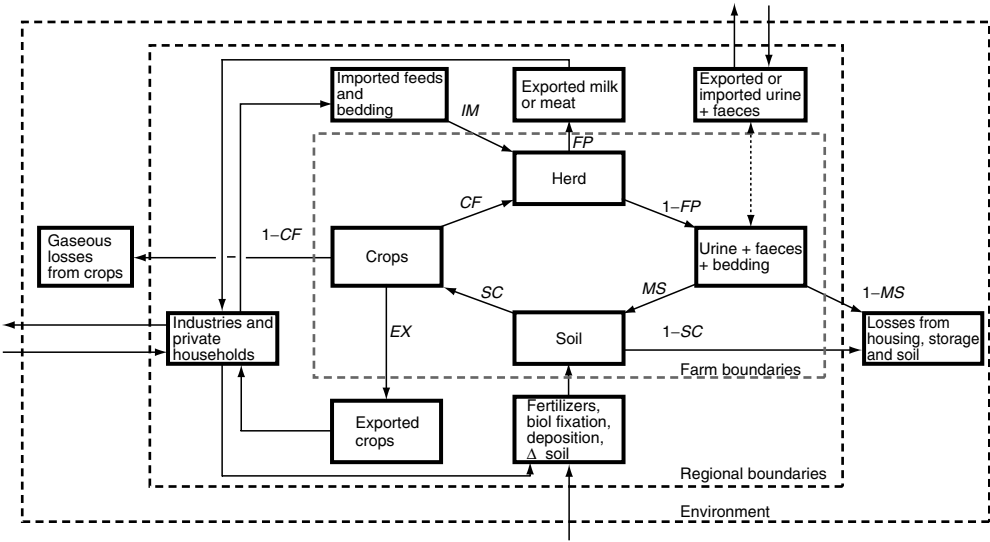 Imported feeds
and
bedding
IM
Exported milk
or meat
Exported or
imported urine
+ faeces
FP
Herd
CF
1–FP
1–CF
Gaseous
losses
from crops
Crops
Urine + faeces
+ bedding
SC
MS
1–MS
Industries and
private
households
EX
Soil
1–SC
Losses from
housing, storage
and soil
Farm boundaries
Exported
crops
Fertilizers,
biol fixation,
deposition,
Δ soil
Regional boundaries
Environment